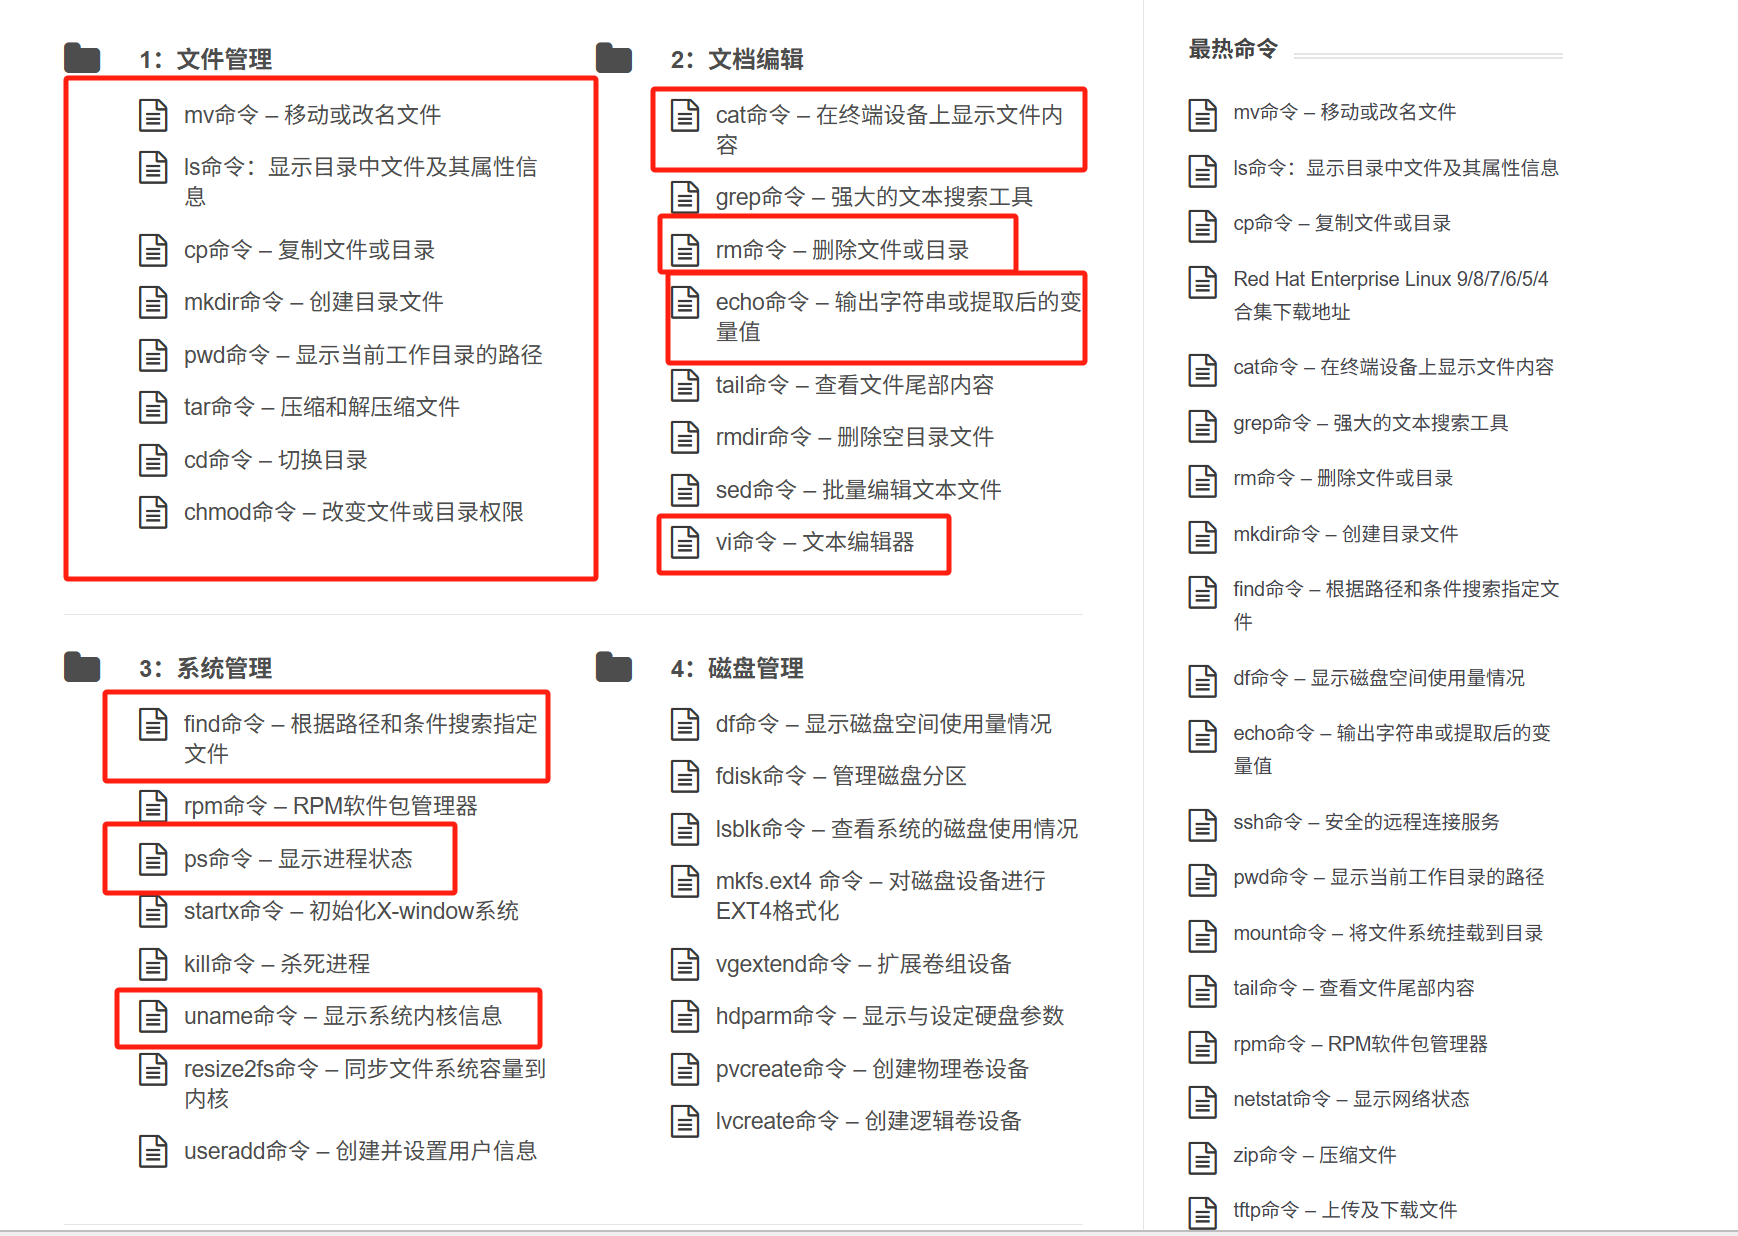 1：文件管理
mv命令 – 移动或改名文件
ls命令：显示目录中文件及其属性信
息
cp命令 – 复制文件或目录
mkdir命令 – 创建目录文件
pwd命令 – 显示当前工作目录的路径
tar命令 – 压缩和解压缩文件
cd命令 – 切换目录
chmod命令 – 改变文件或目录权限
2：文档编辑
cat命令 – 在终端设备上显示文件内
容
grep命令 – 强大的文本搜索工具
rm命令 – 删除文件或目录
echo命令 – 输出字符串或提取后的变
量值
tail命令 – 查看文件尾部内容
rmdir命令 – 删除空目录文件
sed命令 – 批量编辑文本文件
vi命令 – 文本编辑器
3：系统管理
find命令 – 根据路径和条件搜索指定
文件
rpm命令 – RPM软件包管理器
ps命令 – 显示进程状态
startx命令 – 初始化X-window系统
kill命令 – 杀死进程
uname命令 – 显示系统内核信息
resize2fs命令 – 同步文件系统容量到
内核
useradd命令 – 创建并设置用户信息
4：磁盘管理
df命令 – 显示磁盘空间使用量情况
fdisk命令 – 管理磁盘分区
lsblk命令 – 查看系统的磁盘使用情况
mkfs.ext4 命令 – 对磁盘设备进行
EXT4格式化
vgextend命令 – 扩展卷组设备
hdparm命令 – 显示与设定硬盘参数
pvcreate命令 – 创建物理卷设备
lvcreate命令 – 创建逻辑卷设备
最热命令
mv命令 – 移动或改名文件
ls命令：显示目录中文件及其属性信息
cp命令 – 复制文件或目录
Red Hat Enterprise Linux 9/8/7/6/5/4
合集下载地址
cat命令 – 在终端设备上显示文件内容
grep命令 – 强大的文本搜索工具
rm命令 – 删除文件或目录
mkdir命令 – 创建目录文件
find命令 – 根据路径和条件搜索指定文
件
df命令 – 显示磁盘空间使用量情况
echo命令 – 输出字符串或提取后的变
量值
ssh命令 – 安全的远程连接服务
pwd命令 – 显示当前工作目录的路径
mount命令 – 将文件系统挂载到目录
tail命令 – 查看文件尾部内容
rpm命令 – RPM软件包管理器
netstat命令 – 显示网络状态
zip命令 – 压缩文件
tftp命令 – 上传及下载文件